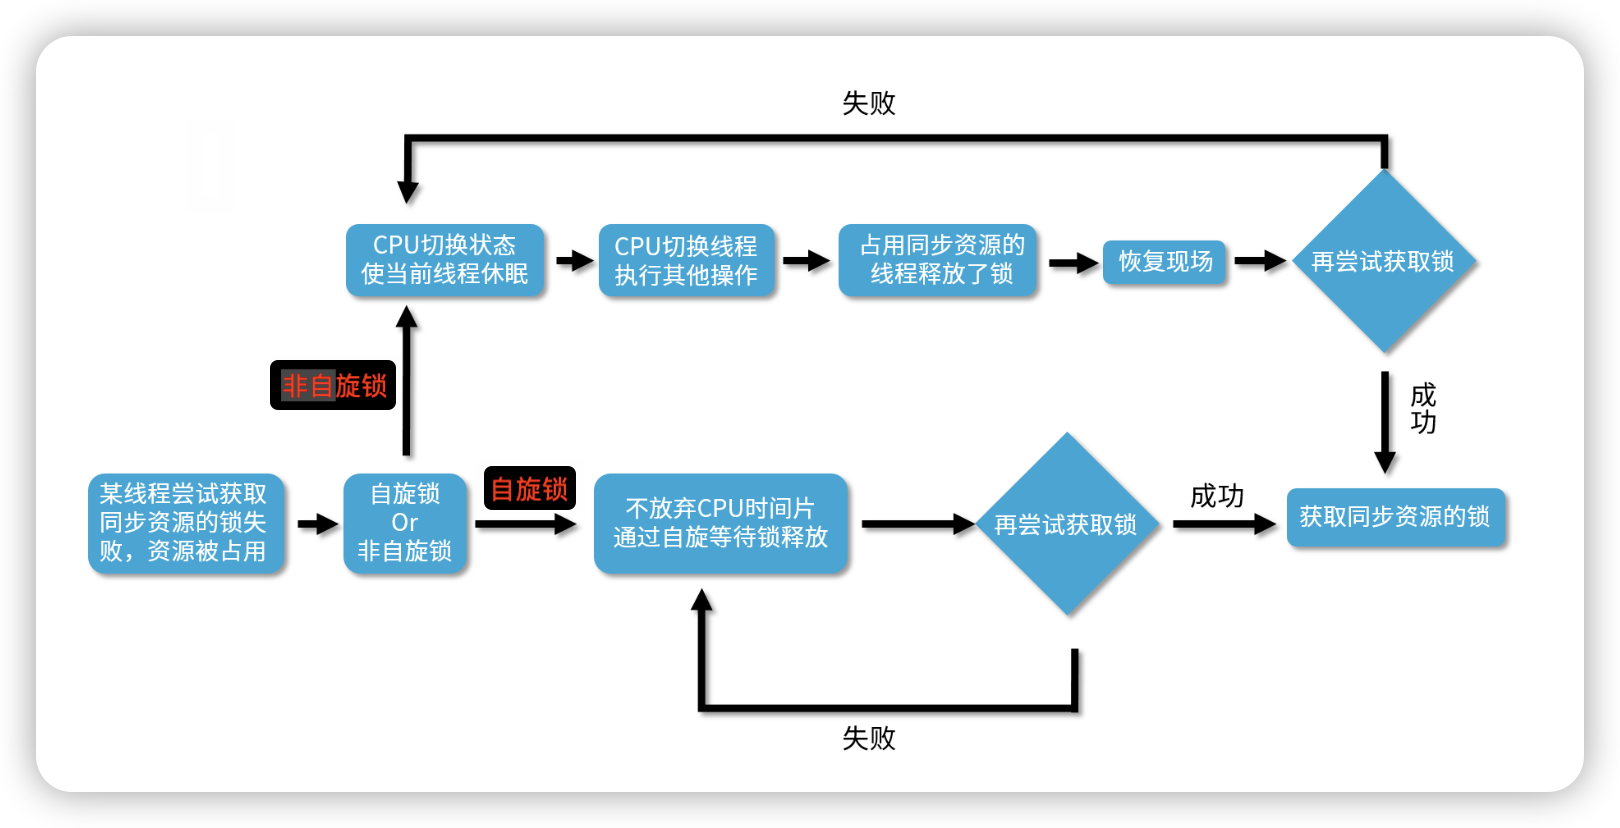 失败
CPU切换状态
使当前线程休眠
CPU切换线程
执行其他操作
占用同步资源的
线程释放了锁
恢复现场
再尝试获取锁
非自旋锁
成
功
某线程尝试获取
同步资源的锁失
败，资源被占用
自旋锁
Or
非自旋锁
自旋锁
不放弃CPU时间片
通过自旋等待锁释放
再尝试获取锁
成功
获取同步资源的锁
失败